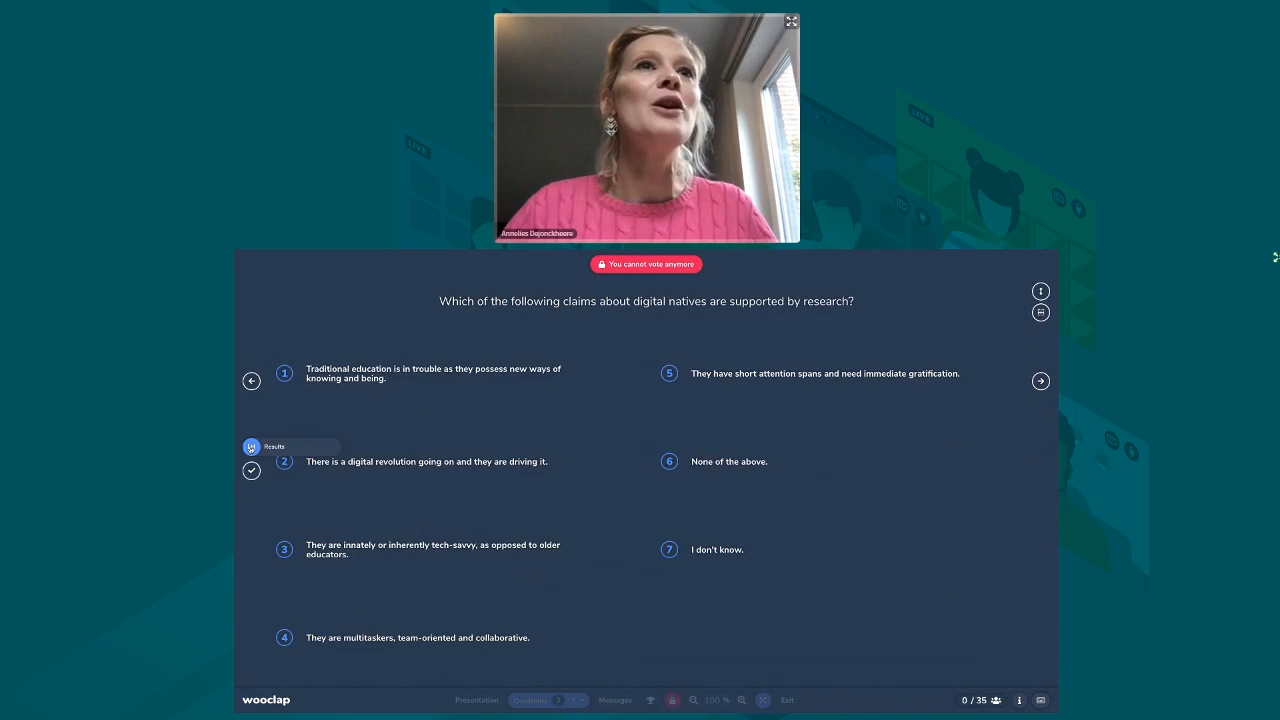 LIVE
LIVE
Annelies Dejonckheere
You cannot vote anymore
Which of the following claims about digital natives are supported by research?
1
Traditional education is in trouble as they possess new ways of
knowing and being.
5
They have short attention spans and need immediate gratification.
Results
2
There is a digital revolution going on and they are driving it.
6
None of the above.
3
They are innately or inherently tech-savvy, as opposed to older
educators.
7
I don't know.
4
They are multitaskers, team-oriented and collaborative.
wooclap
Presentation
Questions 3
Messages
100 %
Exit
0 / 35